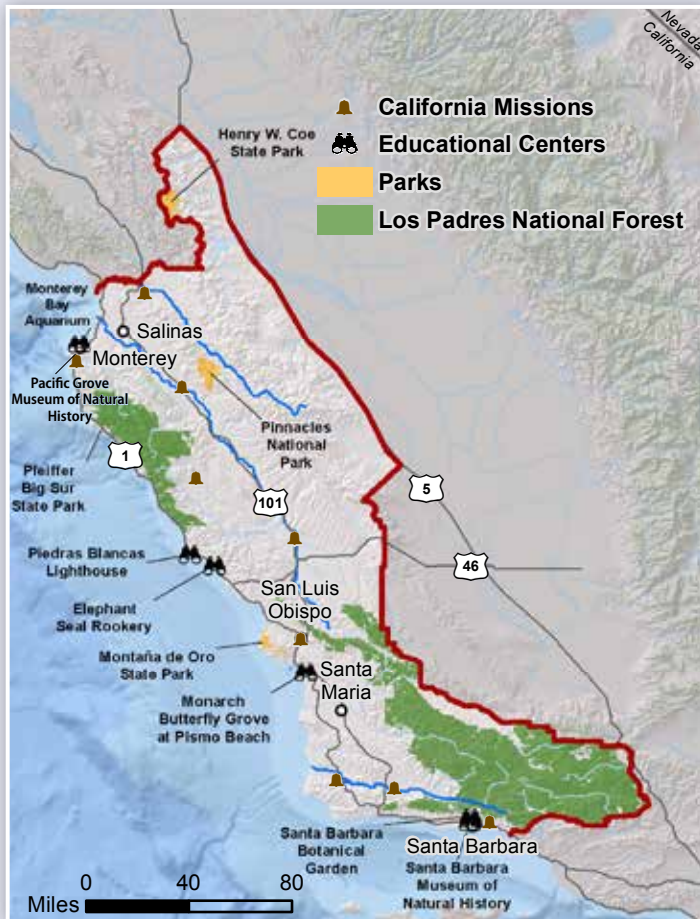 Nevada
California
California Missions
Educational Centers
Parks
Los Padres National Forest
Henry W. Coe
State Park
Monterey
Bay
Aquarium
Salinas
Monterey
Pacific Grove
Museum of Natural
History
Pinnacles
National
Park
1
Pfeiffer
Big Sur
State Park
101
5
46
Piedras Blancas
Lighthouse
Elephant
Seal Rookery
San Luis
Obispo
Montaña de Oro
State Park
Santa
Maria
Monarch
Butterfly Grove
at Pismo Beach
Santa Barbara
Botanical
Garden
Santa Barbara
Santa Barbara
Museum of
Natural History
0 40 80
Miles